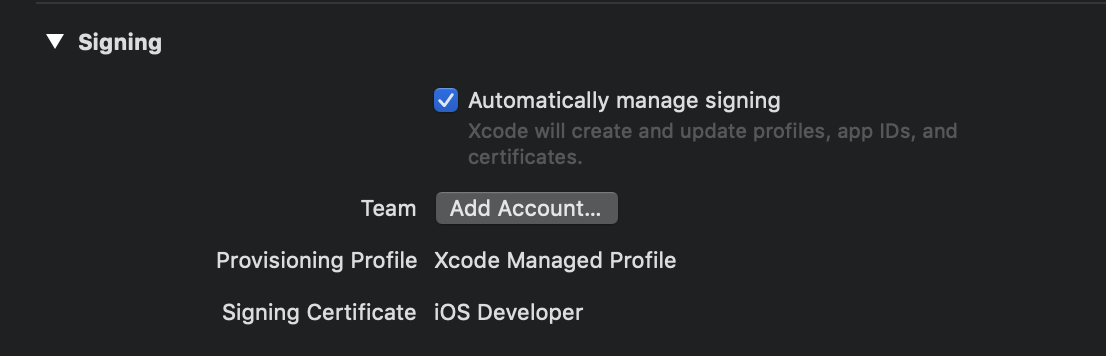 Signing
Automatically manage signing
Xcode will create and update profiles, app IDs, and
certificates.
Team Add Account...
Provisioning Profile Xcode Managed Profile
Signing Certificate iOS Developer